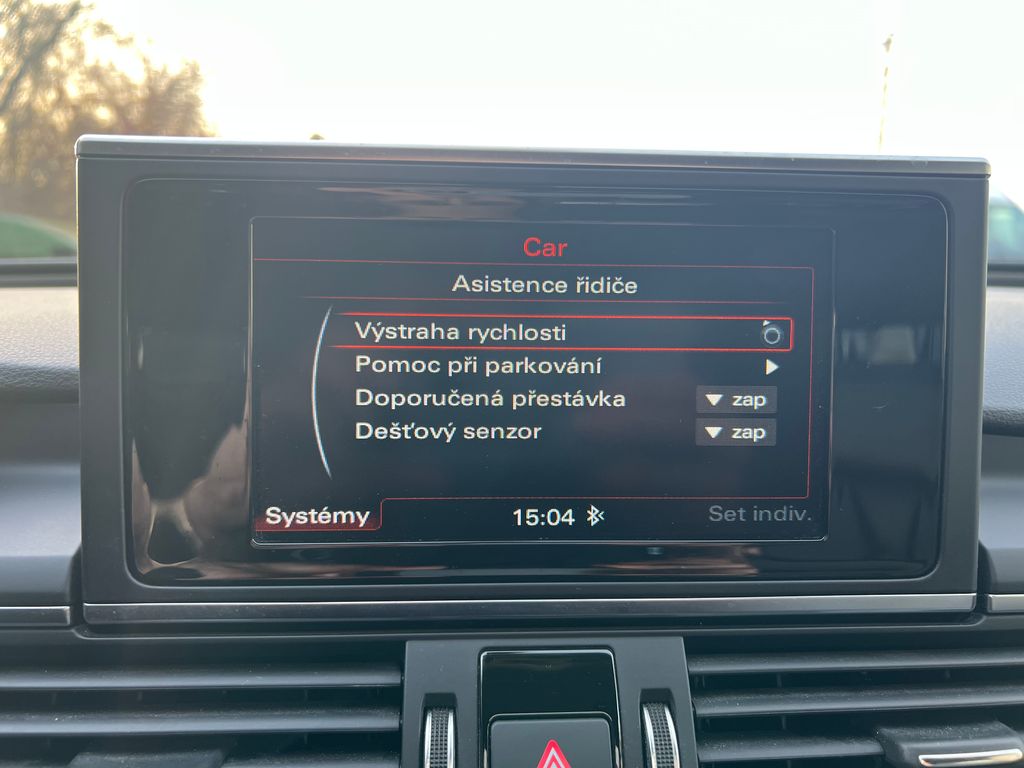 Car
Asistence řidiče
Výstraha rychlosti
Pomoc při parkování
Doporučená přestávka zap
Dešťový senzor zap
Systémy 15:04 Set indiv.